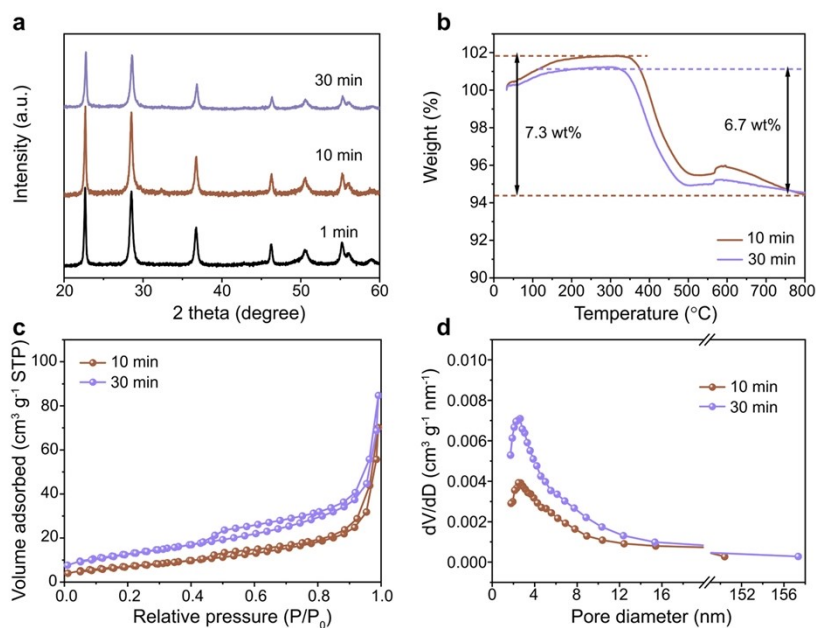 a
Intensity (a.u.)
30 min
10 min
1 min
20 30 40 50 60
2 theta (degree)
b
Weight (%)
102
100
98
96
94
92
90
7.3 wt%
6.7 wt%
10 min
30 min
0 100 200 300 400 500 600 700 800
Temperature (°C)
c
Volume adsorbed (cm³ g⁻¹ STP)
100
80
60
40
20
0
10 min
30 min
0.0 0.2 0.4 0.6 0.8 1.0
Relative pressure (P/P₀)
d
dV/dD (cm³ g⁻¹ nm⁻¹)
0.010
0.008
0.006
0.004
0.002
0.000
10 min
30 min
0 4 8 12 16 152 156
Pore diameter (nm)